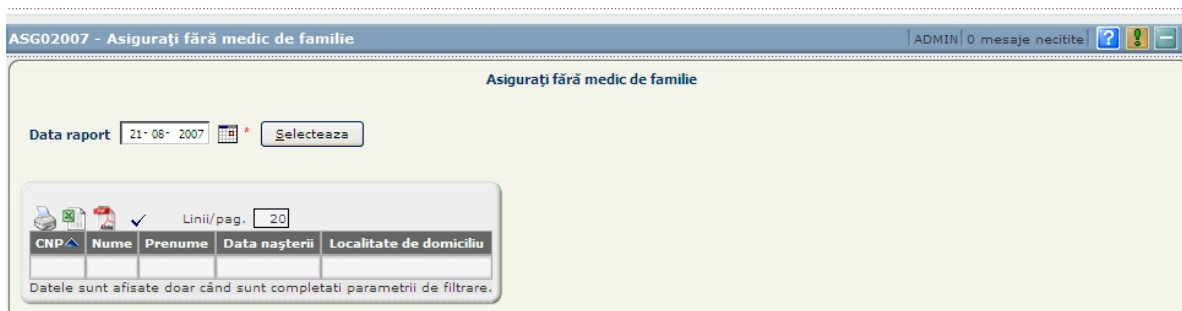 ASG02007 - Asigurați fără medic de familie
ADMIN 0 mesaje necitite
Asigurați fără medic de familie
Data raport 21- 08- 2007 * Selecteaza
Linii/pag. 20
CNP Nume Prenume Data naşterii Localitate de domiciliu
Datele sunt afisate doar când sunt completati parametrii de filtrare.